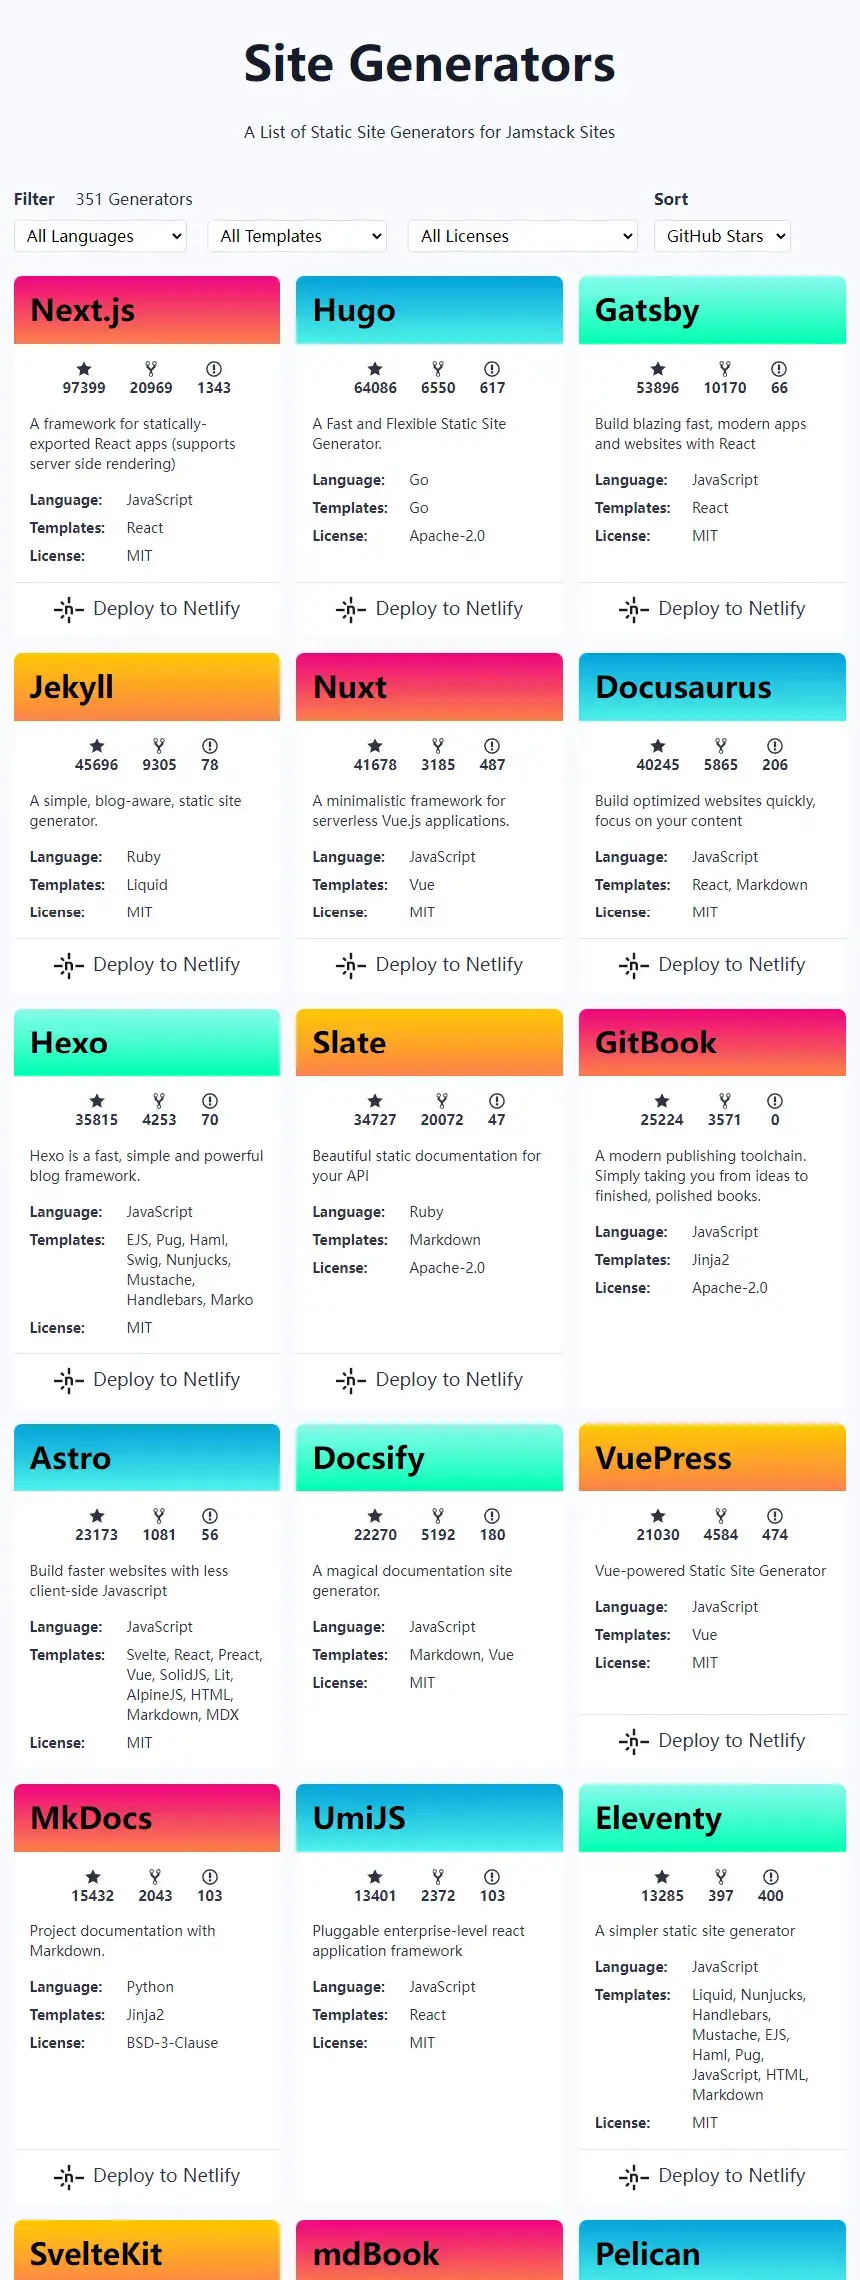 Site Generators
A List of Static Site Generators for Jamstack Sites
Filter 351 Generators
Sort
All Languages
All Templates
All Licenses
GitHub Stars
Next.js
97399 20969 1343
A framework for statically-
exported React apps (supports
server side rendering)
Language: JavaScript
Templates: React
License: MIT
Deploy to Netlify
Hugo
64086 6550 617
A Fast and Flexible Static Site
Generator.
Language: Go
Templates: Go
License: Apache-2.0
Deploy to Netlify
Gatsby
53896 10170 66
Build blazing fast, modern apps
and websites with React
Language: JavaScript
Templates: React
License: MIT
Deploy to Netlify
Jekyll
45696 9305 78
A simple, blog-aware, static site
generator.
Language: Ruby
Templates: Liquid
License: MIT
Deploy to Netlify
Nuxt
41678 3185 487
A minimalistic framework for
serverless Vue.js applications.
Language: JavaScript
Templates: Vue
License: MIT
Deploy to Netlify
Docusaurus
40245 5865 206
Build optimized websites quickly,
focus on your content
Language: JavaScript
Templates: React, Markdown
License: MIT
Deploy to Netlify
Hexo
35815 4253 70
Hexo is a fast, simple and powerful
blog framework.
Language: JavaScript
Templates: EJS, Pug, Haml,
Swig, Nunjucks,
Mustache,
Handlebars, Marko
License: MIT
Deploy to Netlify
Slate
34727 20072 47
Beautiful static documentation for
your API
Language: Ruby
Templates: Markdown
License: Apache-2.0
Deploy to Netlify
GitBook
25224 3571 0
A modern publishing toolchain.
Simply taking you from ideas to
finished, polished books.
Language: JavaScript
Templates: Jinja2
License: Apache-2.0
Astro
23173 1081 56
Build faster websites with less
client-side Javascript
Language: JavaScript
Templates: Svelte, React, Preact,
Vue, SolidJS, Lit,
AlpineJS, HTML,
Markdown, MDX
License: MIT
Docsify
22270 5192 180
A magical documentation site
generator.
Language: JavaScript
Templates: Markdown, Vue
License: MIT
VuePress
21030 4584 474
Vue-powered Static Site Generator
Language: JavaScript
Templates: Vue
License: MIT
Deploy to Netlify
MkDocs
15432 2043 103
Project documentation with
Markdown.
Language: Python
Templates: Jinja2
License: BSD-3-Clause
Deploy to Netlify
UmiJS
13401 2372 103
Pluggable enterprise-level react
application framework
Language: JavaScript
Templates: React
License: MIT
Eleventy
13285 397 400
A simpler static site generator
Language: JavaScript
Templates: Liquid, Nunjucks,
Handlebars,
Mustache, EJS,
Haml, Pug,
JavaScript, HTML,
Markdown
License: MIT
Deploy to Netlify
SvelteKit
mdBook
Pelican